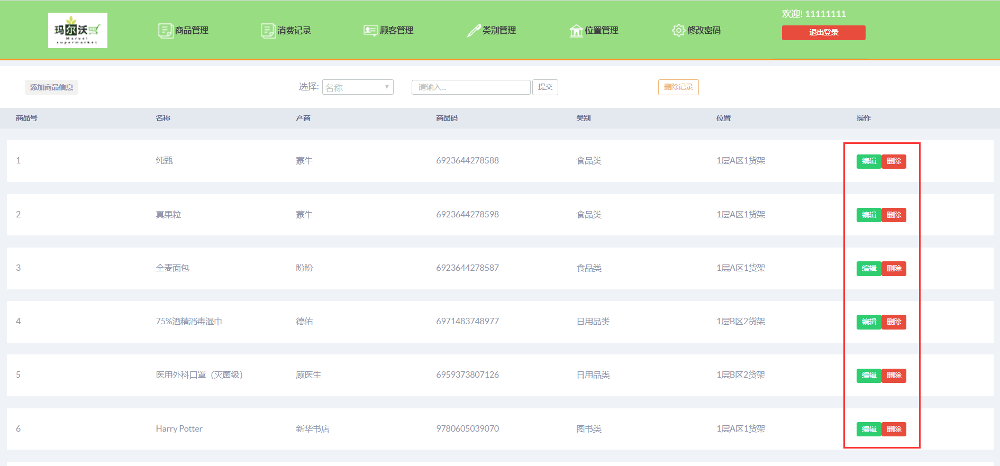 玛尔沃
Marvel
supermarket
商品管理
消费记录
顾客管理
类别管理
位置管理
修改密码
欢迎! 11111111
退出登录
添加商品信息
选择: 名称 请输入... 提交 删除记录
商品号 名称 产商 商品码 类别 位置 操作
1 纯甄 蒙牛 6923644278588 食品类 1层A区1货架 编辑 删除
2 真果粒 蒙牛 6923644278598 食品类 1层A区1货架 编辑 删除
3 全麦面包 盼盼 6923644278587 食品类 1层A区1货架 编辑 删除
4 75%酒精消毒湿巾 德佑 6971483748977 日用品类 1层B区2货架 编辑 删除
5 医用外科口罩（灭菌级） 顾医生 6959373807126 日用品类 1层B区2货架 编辑 删除
6 Harry Potter 新华书店 9780605039070 图书类 1层A区1货架 编辑 删除